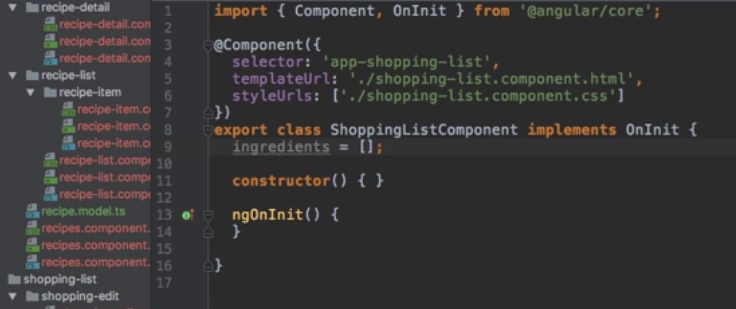 recipe-detail
recipe-detail.com
recipe-detail.com
recipe-detail.com
recipe-list
recipe-item
recipe-item.c
recipe-item.c
recipe-item.c
recipe-list.comp
recipe-list.comp
recipe-list.comp
recipe.model.ts
recipes.component.
recipes.component.
recipes.component.
shopping-list
shopping-edit
1 import { Component, OnInit } from '@angular/core';
2
3 @Component({
4 selector: 'app-shopping-list',
5 templateUrl: './shopping-list.component.html',
6 styleUrls: ['./shopping-list.component.css']
7 })
8 export class ShoppingListComponent implements OnInit {
9 ingredients = [];
10
11 constructor() { }
12
13 ngOnInit() {
14 }
15
16 }
17